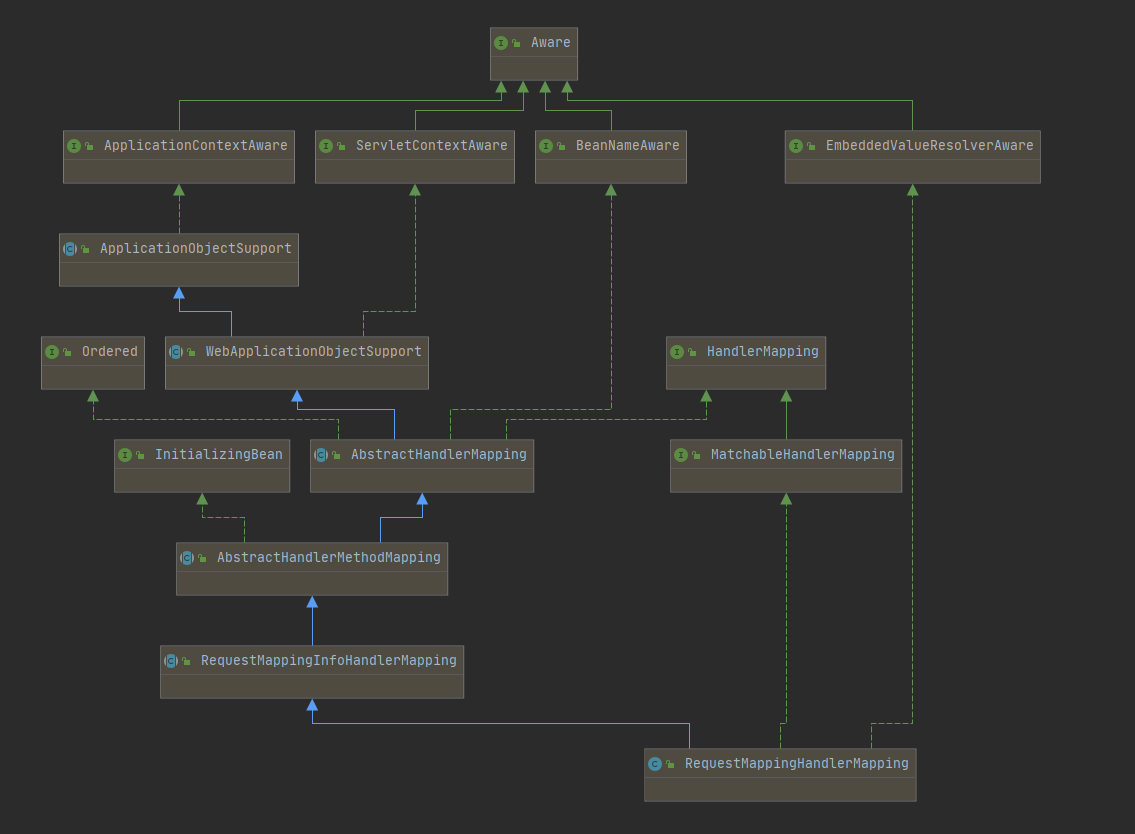 Aware
ApplicationContextAware
ServletContextAware
BeanNameAware
EmbeddedValueResolverAware
ApplicationObjectSupport
Ordered
WebApplicationObjectSupport
HandlerMapping
InitializingBean
AbstractHandlerMapping
MatchableHandlerMapping
AbstractHandlerMethodMapping
RequestMappingInfoHandlerMapping
RequestMappingHandlerMapping